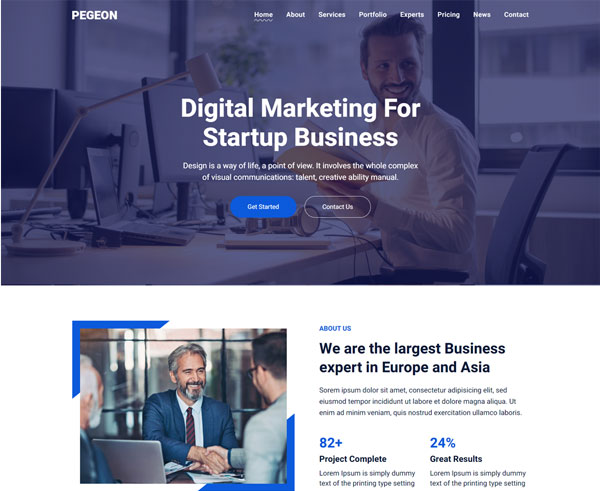 PEGEON
Home About Services Portfolio Experts Pricing News Contact
Digital Marketing For
Startup Business
Design is a way of life, a point of view. It involves the whole complex
of visual communications: talent, creative ability manual.
Get Started Contact Us
ABOUT US
We are the largest Business
expert in Europe and Asia
Lorem ipsum dolor sit amet, consectetur adipisicing elit, sed
eiusmod tempor incididunt ut labore et dolore magna aliqua. Ut
enim ad minim veniam, quis nostrud exercitation ullamco laboris.
82+ 24%
Project Complete Great Results
Lorem Ipsum is simply dummy Lorem Ipsum is simply dummy
text of the printing setting text of the printing setting